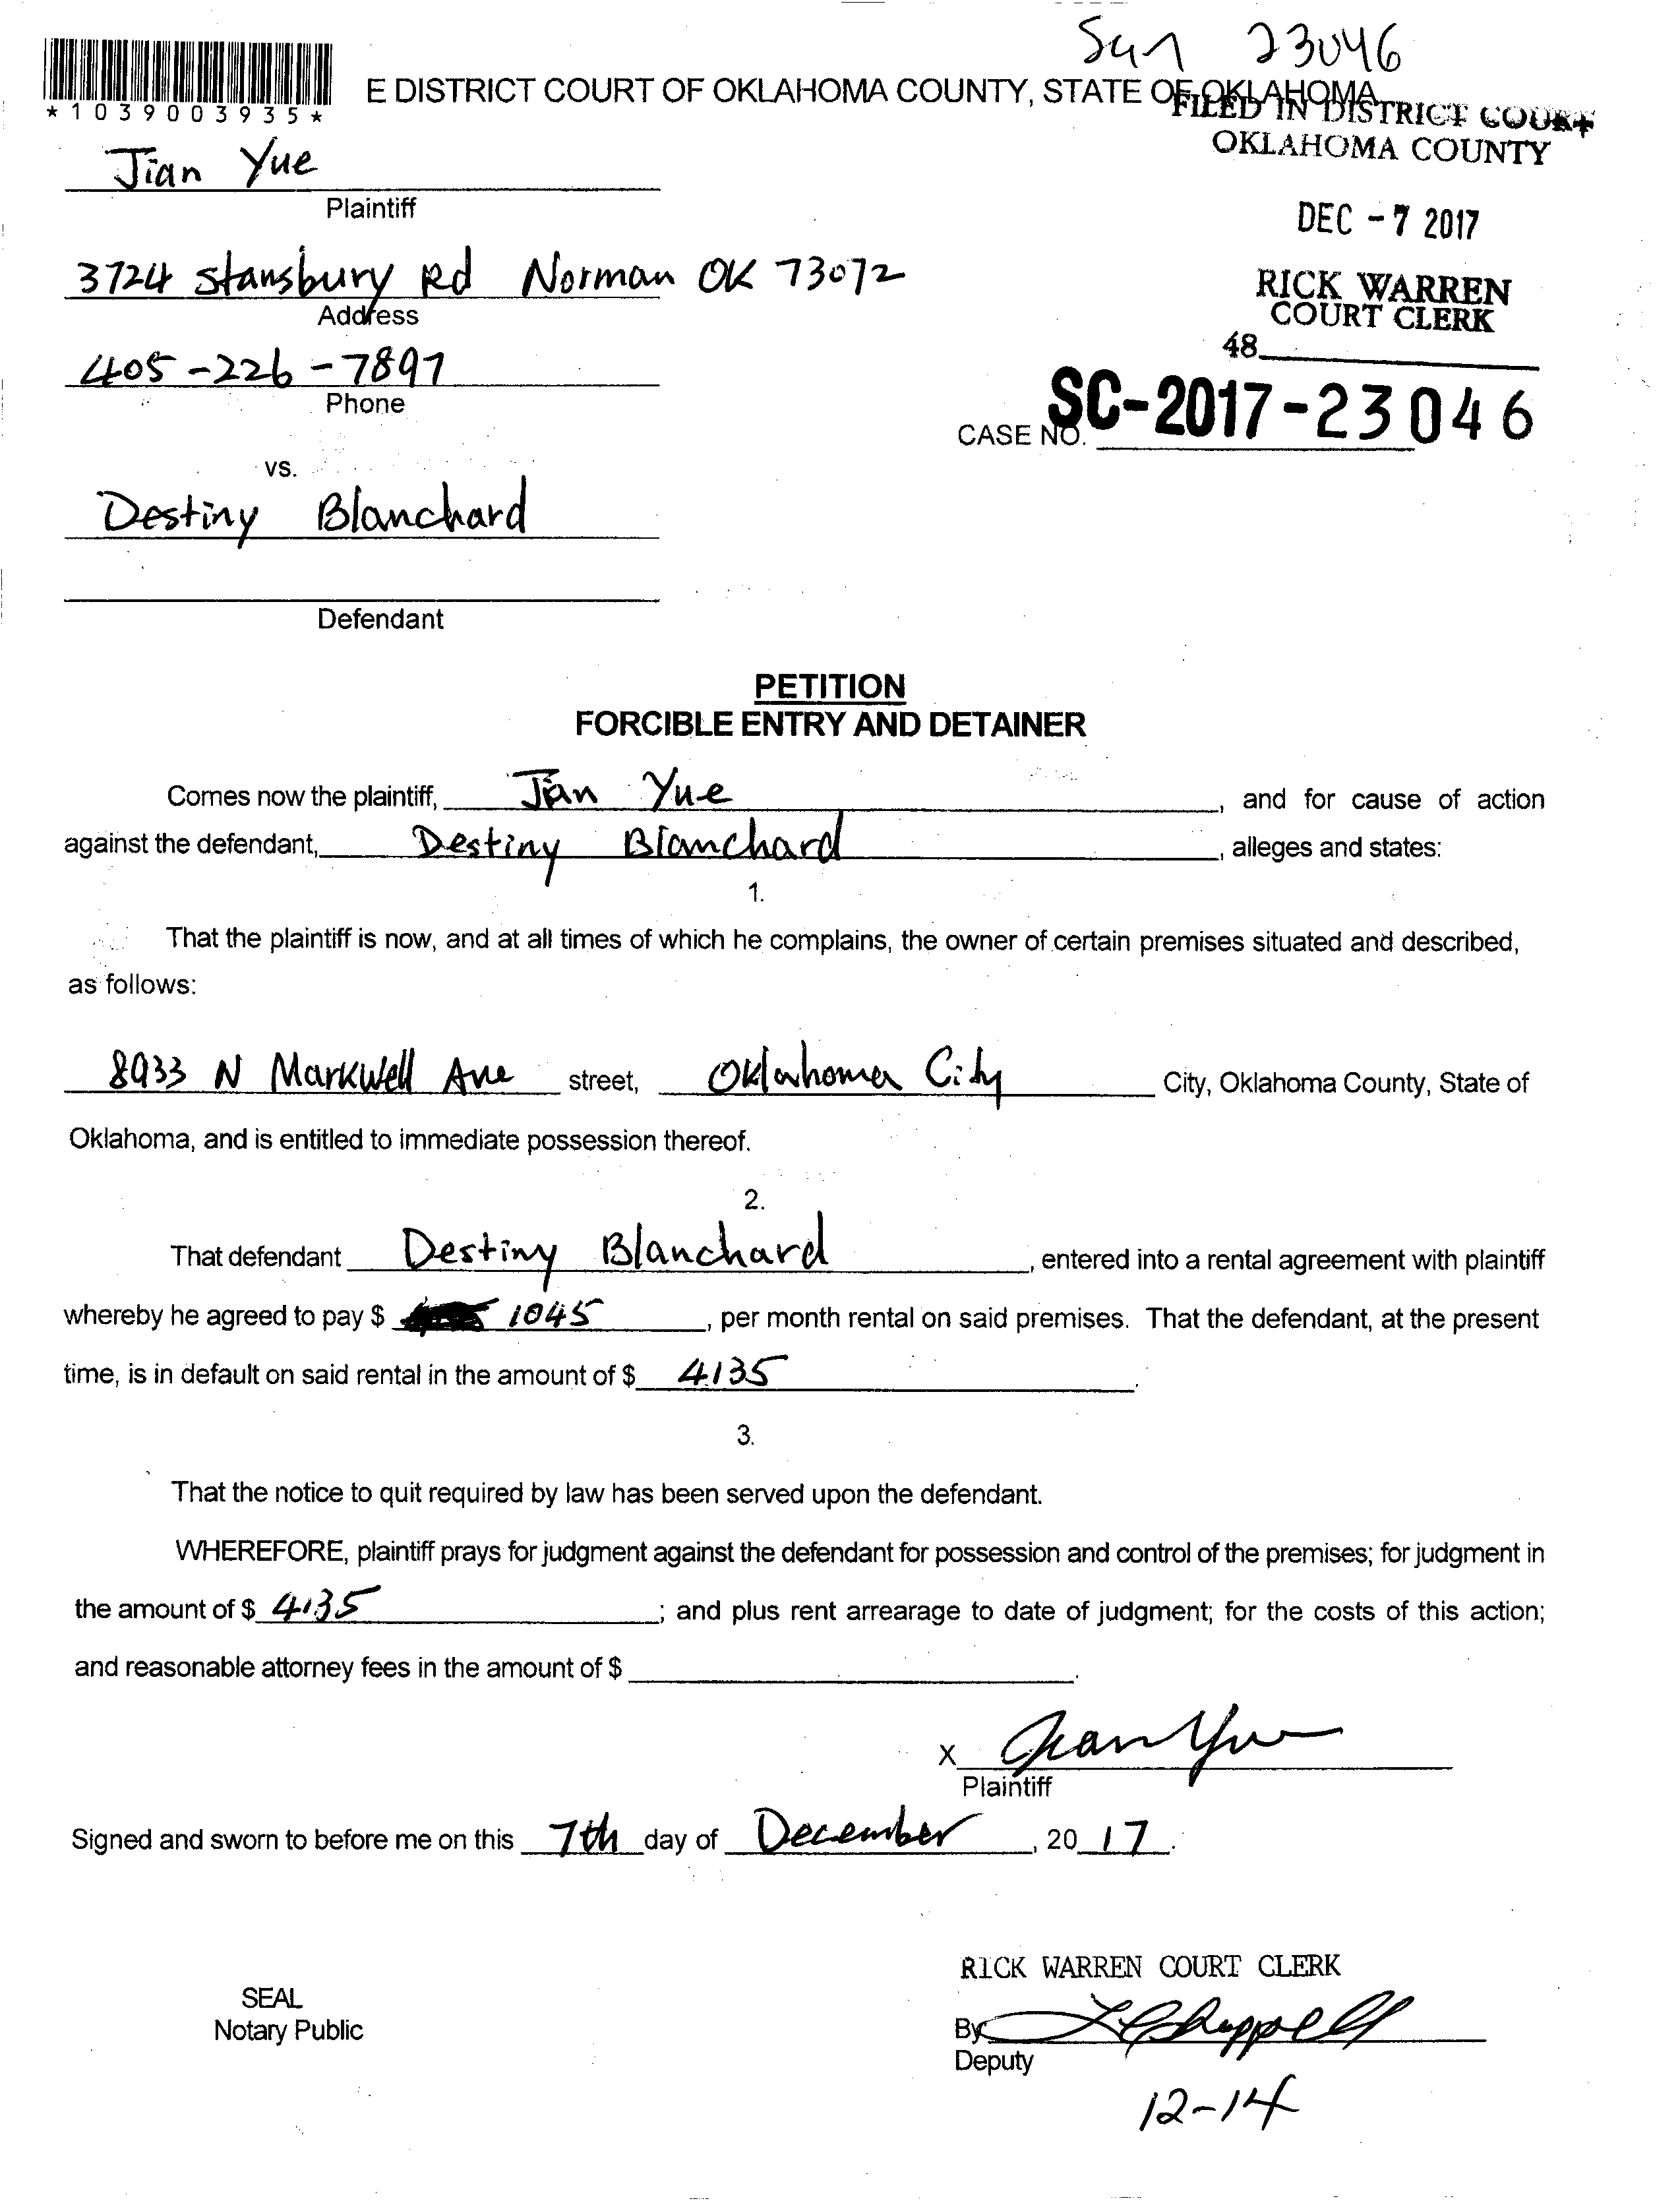 Sun 23046
*1039003935*
E DISTRICT COURT OF OKLAHOMA COUNTY, STATE OF OKLAHOMA
FILED IN DISTRICT COURT
OKLAHOMA COUNTY
Jian Yue
Plaintiff
DEC -7 2017
3724 Stansbury Rd Norman OK 73072
Address
RICK WARREN
COURT CLERK
48
405-226-7897
Phone
CASE NO. SC-2017-23046
vs.
Destiny Blanchard
Defendant
PETITION
FORCIBLE ENTRY AND DETAINER
Comes now the plaintiff, Jian Yue, and for cause of action
against the defendant, Destiny Blanchard, alleges and states:
1.
That the plaintiff is now, and at all times of which he complains, the owner of certain premises situated and described,
as follows:
8933 N Markwell Ave street, Oklahoma City City, Oklahoma County, State of
Oklahoma, and is entitled to immediate possession thereof.
2.
That defendant Destiny Blanchard, entered into a rental agreement with plaintiff
whereby he agreed to pay $ 1045, per month rental on said premises. That the defendant, at the present
time, is in default on said rental in the amount of $ 4135.
3.
That the notice to quit required by law has been served upon the defendant.
WHEREFORE, plaintiff prays for judgment against the defendant for possession and control of the premises; for judgment in
the amount of $ 4135; and plus rent arrearage to date of judgment; for the costs of this action;
and reasonable attorney fees in the amount of $ .
X Jian Yue
Plaintiff
Signed and sworn to before me on this 7th day of December, 2017.
RICK WARREN COURT CLERK
SEAL
Notary Public
By
Deputy
12-14